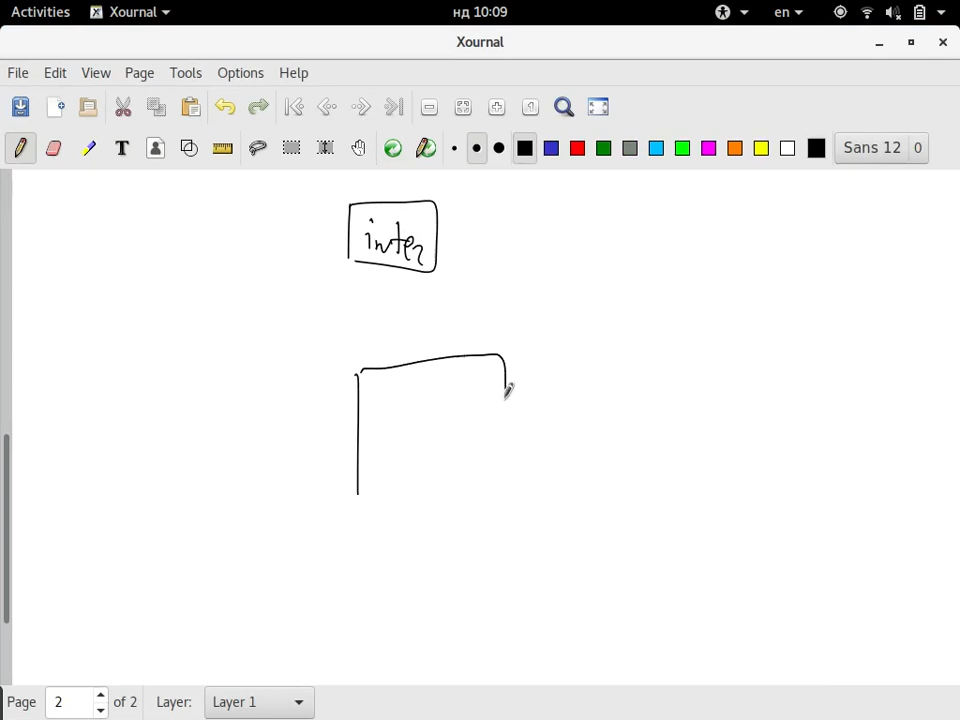 Activities Xournal нд 10:09 en
Xournal
File Edit View Page Tools Options Help
Sans 12 0
inter
Page 2 of 2 Layer: Layer 1